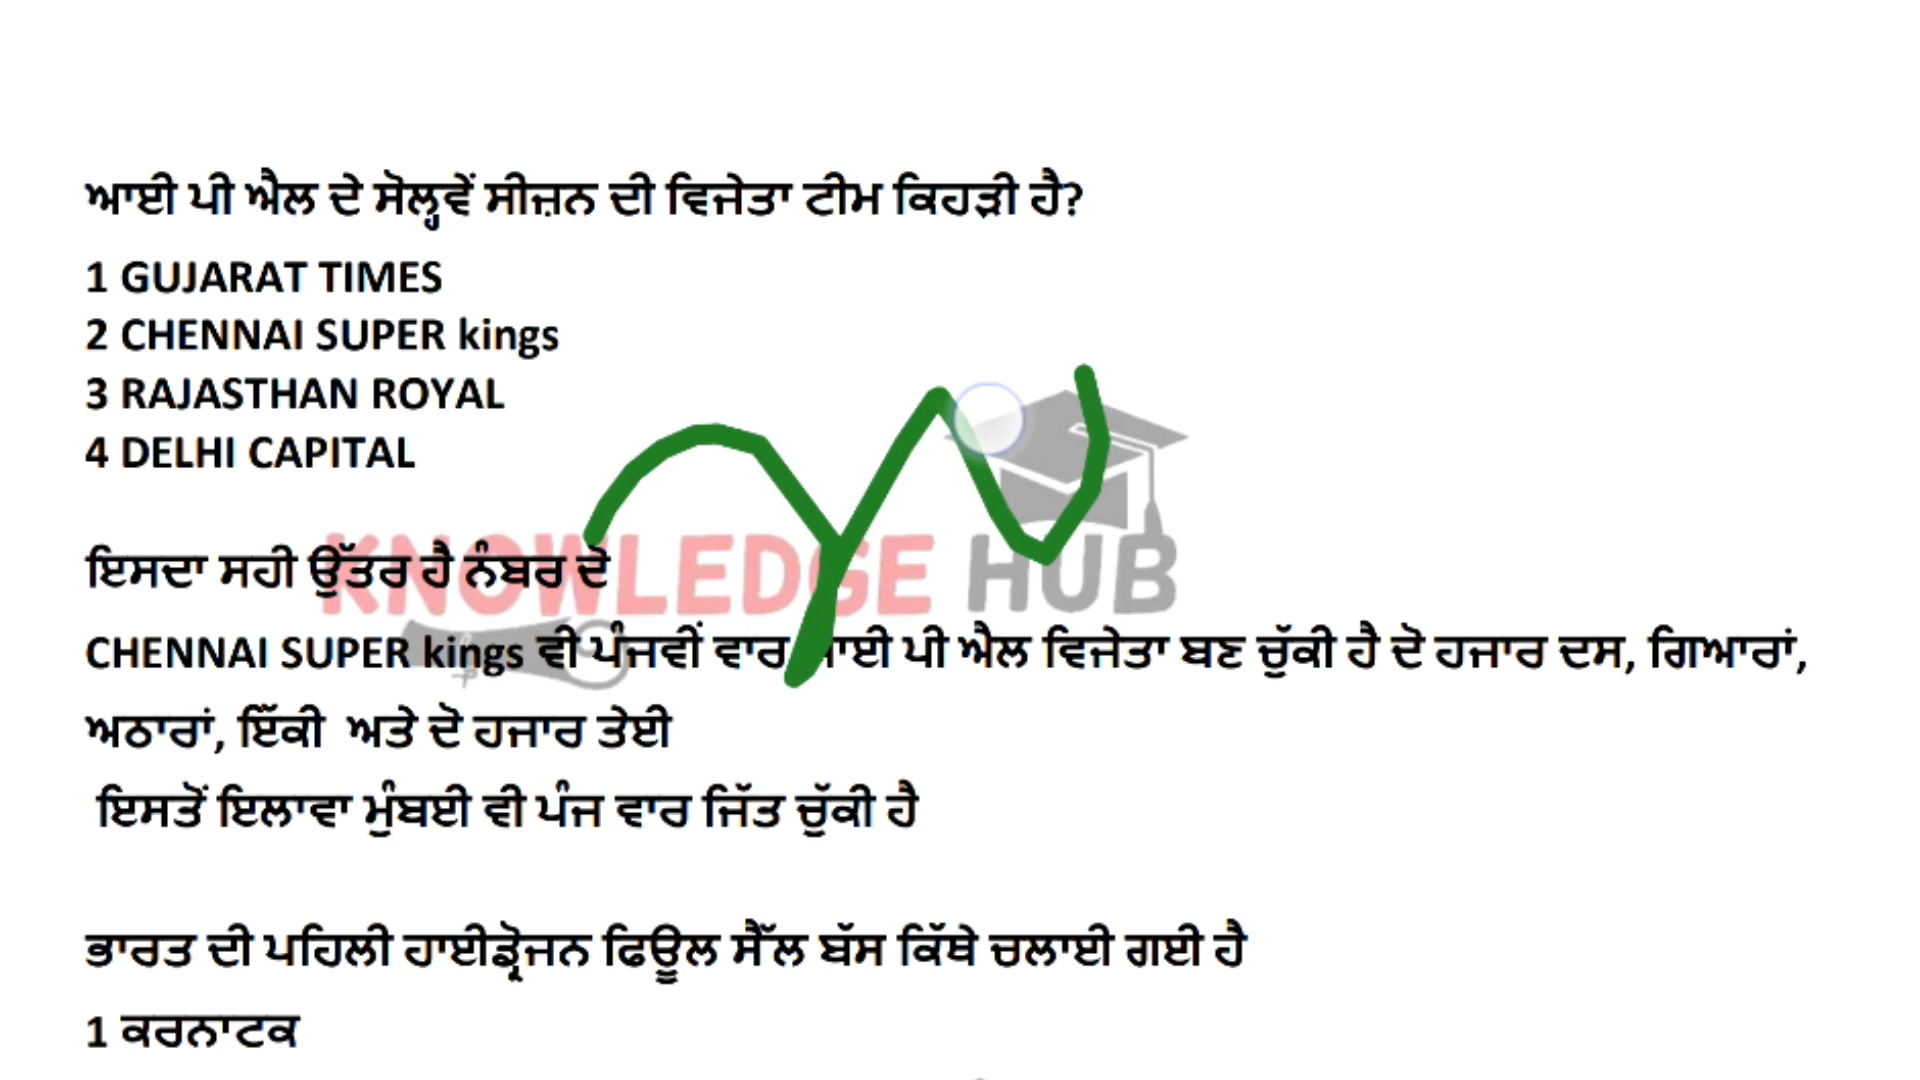 ਆਈ ਪੀ ਐਲ ਦੇ ਸੋਲ੍ਹਵੇਂ ਸੀਜ਼ਨ ਦੀ ਵਿਜੇਤਾ ਟੀਮ ਕਿਹੜੀ ਹੈ?
1 GUJARAT TIMES
2 CHENNAI SUPER kings
3 RAJASTHAN ROYAL
4 DELHI CAPITAL
KNOWLEDGE HUB
ਇਸਦਾ ਸਹੀ ਉੱਤਰ ਹੈ ਨੰਬਰ ਦੋ
CHENNAI SUPER kings ਵੀ ਪੰਜਵੀਂ ਵਾਰ ਪੀ ਐਲ ਵਿਜੇਤਾ ਬਣ ਚੁੱਕੀ ਹੈ ਦੋ ਹਜਾਰ ਦਸ, ਗਿਆਰਾਂ,
ਅਠਾਰਾਂ, ਇੱਕੀ ਅਤੇ ਦੋ ਹਜਾਰ ਤੇਈ
ਇਸਤੋਂ ਇਲਾਵਾ ਮੁੰਬਈ ਵੀ ਪੰਜ ਵਾਰ ਜਿੱਤ ਚੁੱਕੀ ਹੈ
ਭਾਰਤ ਦੀ ਪਹਿਲੀ ਹਾਈਡ੍ਰੋਜਨ ਫਿਊਲ ਸੈੱਲ ਬੱਸ ਕਿੱਥੇ ਚਲਾਈ ਗਈ ਹੈ
1 ਕਰਨਾਟਕ